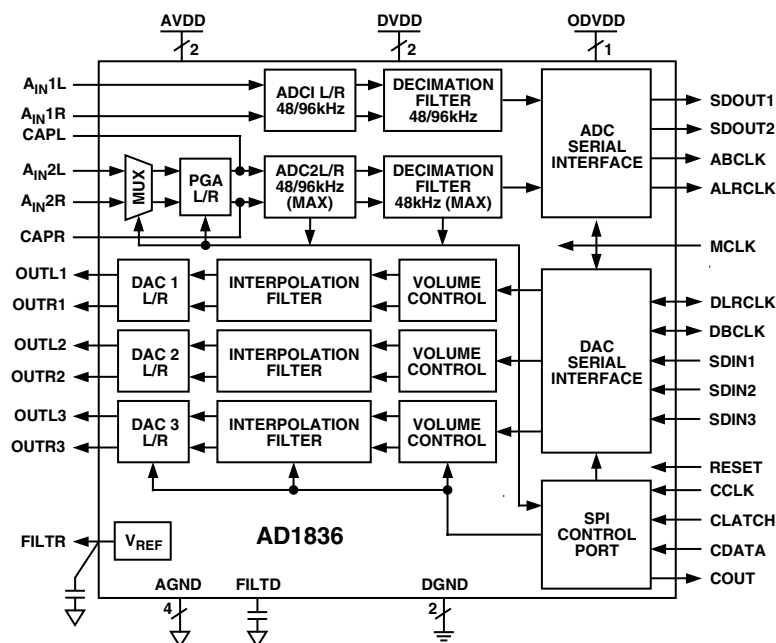 AVDD
2
DVDD
2
ODVDD
1
AIN1L
AIN1R
CAPL
AIN2L
AIN2R
CAPR
MUX
PGA
L/R
ADCI L/R
48/96kHz
DECIMATION
FILTER
48/96kHz
ADC2L/R
48/96kHz
(MAX)
DECIMATION
FILTER
48kHz (MAX)
ADC
SERIAL
INTERFACE
SDOUT1
SDOUT2
ABCLK
ALRCLK
MCLK
OUTL1
OUTR1
DAC 1
L/R
INTERPOLATION
FILTER
VOLUME
CONTROL
OUTL2
OUTR2
DAC 2
L/R
INTERPOLATION
FILTER
VOLUME
CONTROL
OUTL3
OUTR3
DAC 3
L/R
INTERPOLATION
FILTER
VOLUME
CONTROL
DAC
SERIAL
INTERFACE
DLRCLK
DBCLK
SDIN1
SDIN2
SDIN3
RESET
CCLK
CLATCH
CDATA
COUT
SPI
CONTROL
PORT
FILTR
VREF
AD1836
AGND
4
FILTD
DGND
2